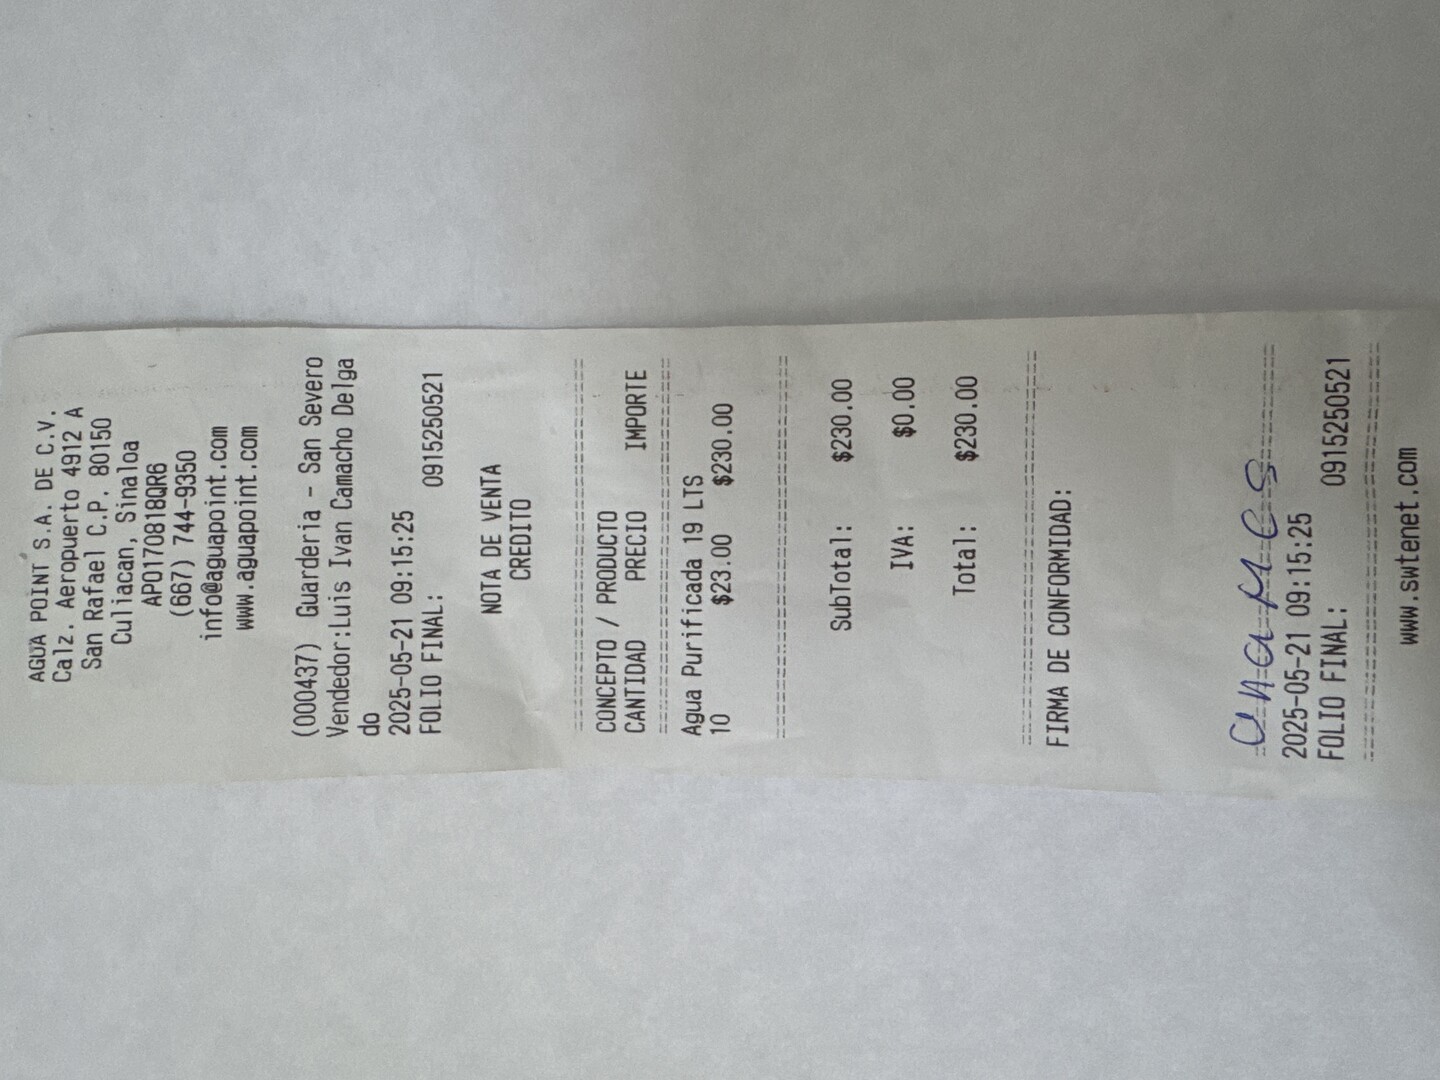 AGUA POINT S.A. DE C.V.
Calz. Aeropuerto 4912 A
San Rafael C.P. 80150
Culiacan, Sinaloa
APO170818QR6
(667) 744-9350
info@aguapoint.com
www.aguapoint.com
(000437) Guarderia - San Severo
Vendedor:Luis Ivan Camacho Delga
do
2025-05-21 09:15:25
FOLIO FINAL: 0915250521
NOTA DE VENTA
CREDITO
CONCEPTO / PRODUCTO
CANTIDAD PRECIO IMPORTE
Agua Purificada 19 LTS
10 $23.00 $230.00
SubTotal: $230.00
IVA: $0.00
Total: $230.00
FIRMA DE CONFORMIDAD:
2025-05-21 09:15:25
FOLIO FINAL: 0915250521
www.swtenet.com